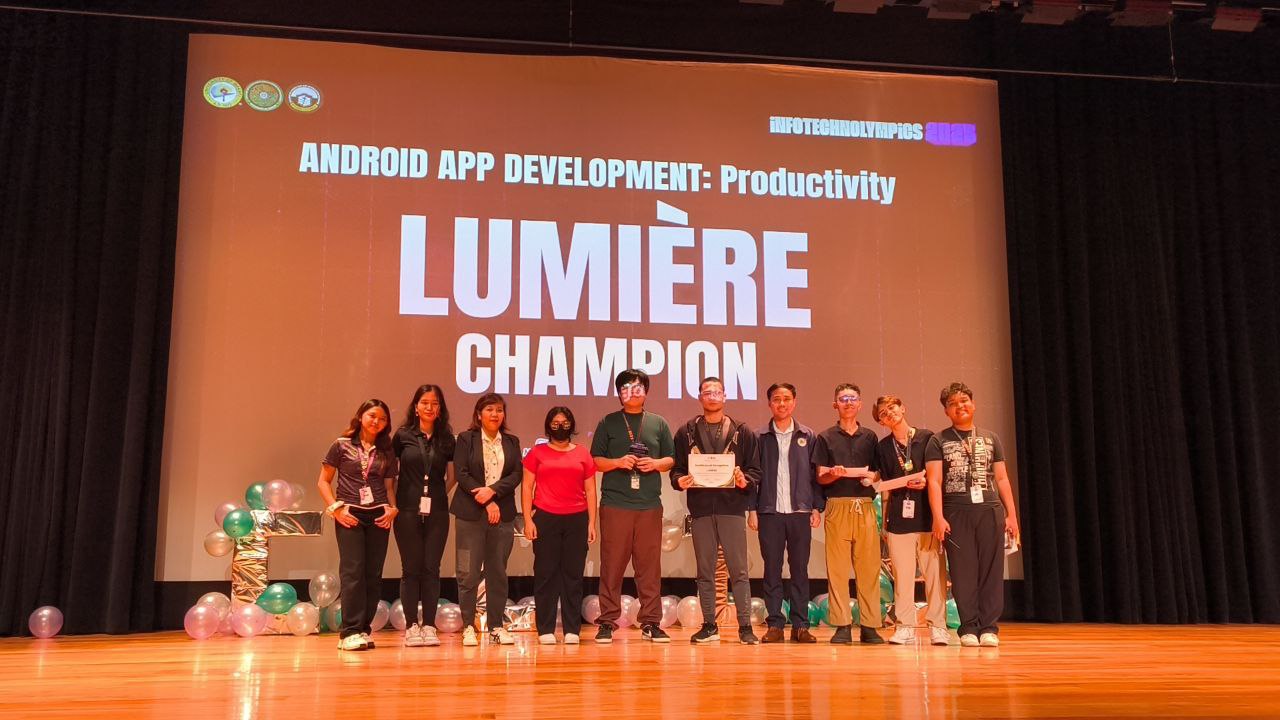 iNFOTECHNOLYMPiCS 2025
ANDROID APP DEVELOPMENT: Productivity
LUMIÈRE
CHAMPION